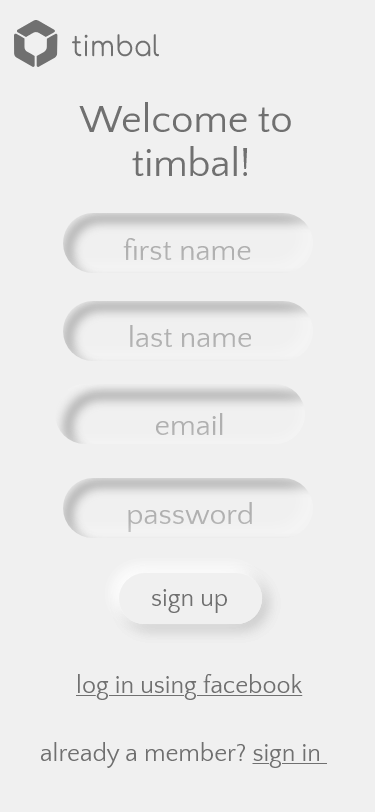 timbal
Welcome to
timbal!
first name
last name
email
password
sign up
log in using facebook
already a member? sign in